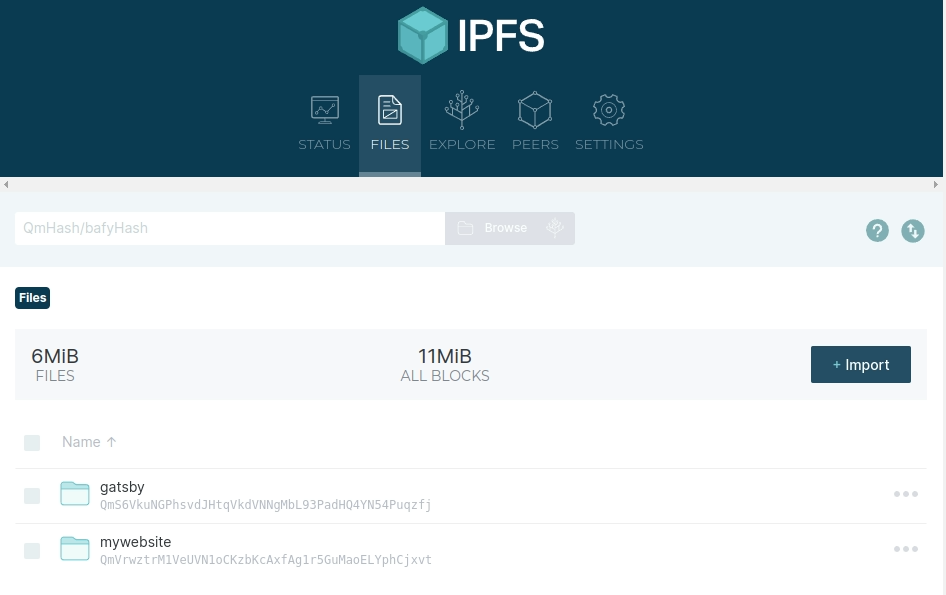 IPFS
STATUS FILES EXPLORE PEERS SETTINGS
QmHash/bafyHash Browse ?
Files
6MiB 11MiB
FILES ALL BLOCKS + Import
Name ↑
gatsby
QmS6VkuNGPhsvdJHtqVkdVNNgMbL93PadHQ4YN54Puqzfj
mywebsite
QmVrwztrM1VeUVN1oCKzbKcAxfAg1r5GuMaoELYphCjxvt